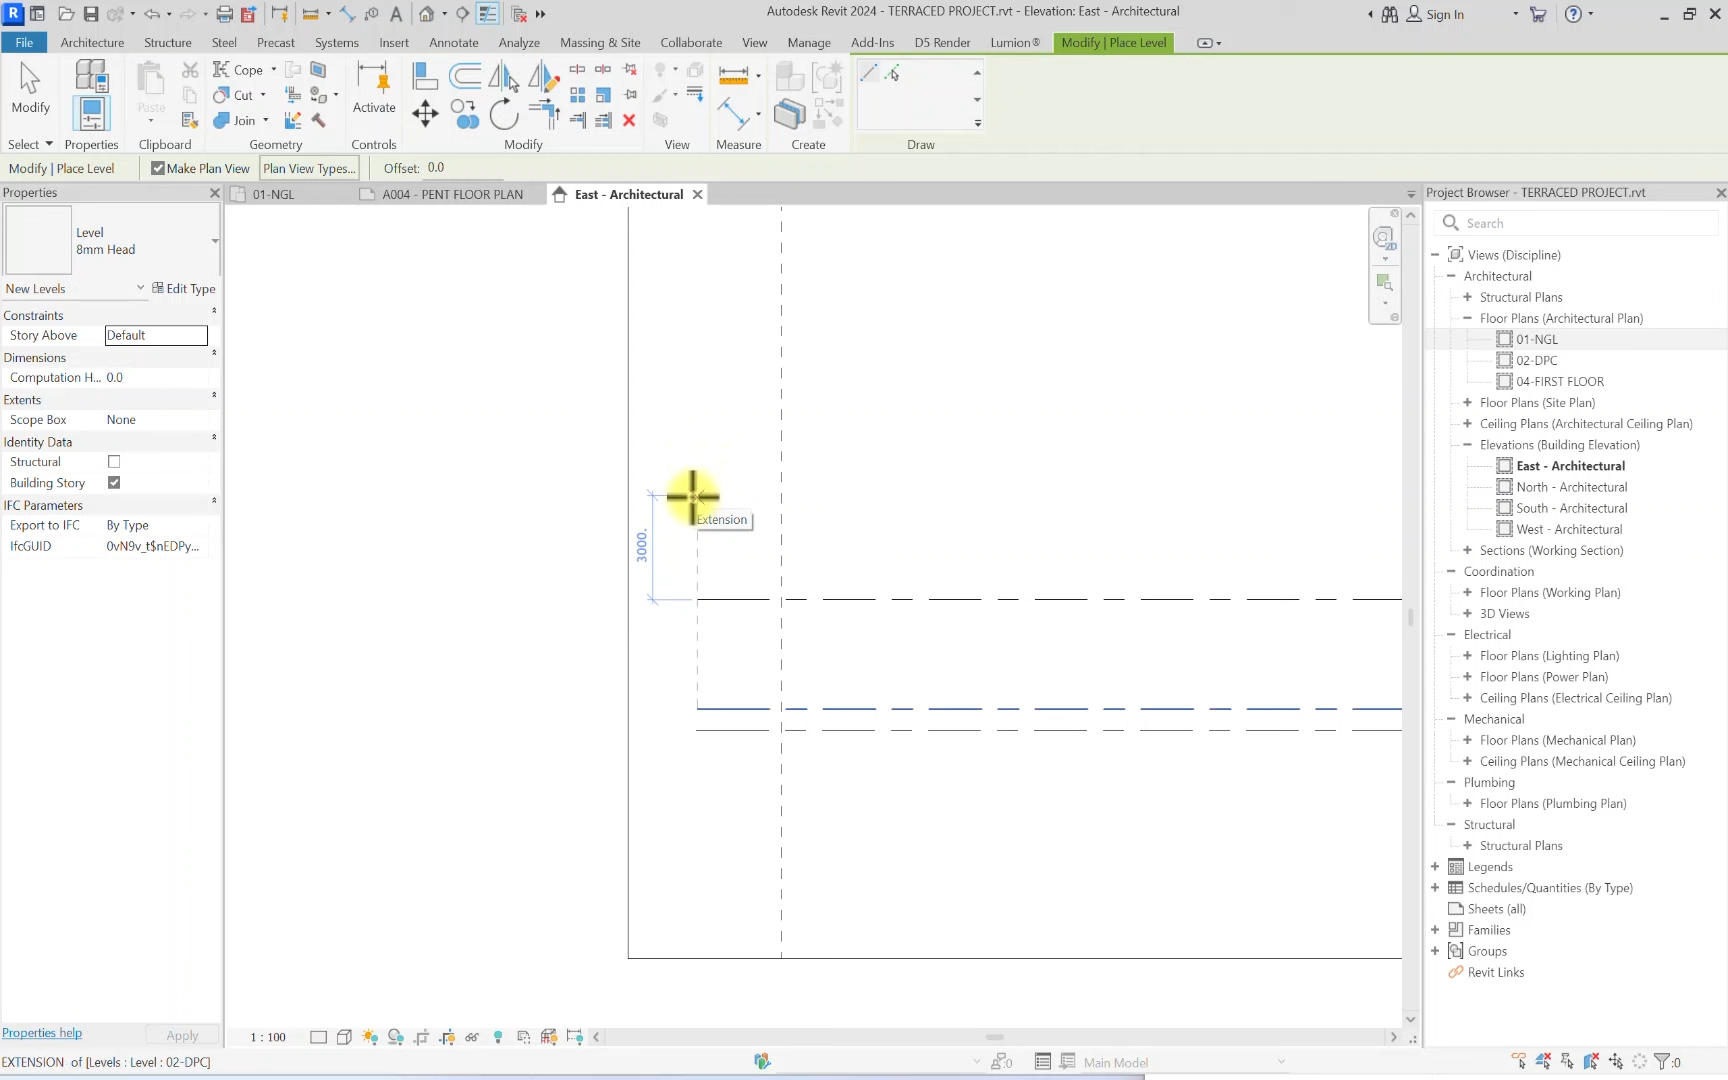 Autodesk Revit 2024 - TERRACED PROJECT.rvt - Elevation: East - Architectural
Sign In
File Architecture Structure Steel Precast Systems Insert Annotate Analyze Massing & Site Collaborate View Manage Add-Ins D5 Render Lumion® Modify | Place Level
Modify Paste Cope Cut Join Activate
Select Properties Clipboard Geometry Controls Modify View Measure Create Draw
Modify | Place Level Make Plan View Plan View Types... Offset: 0.0
Properties
Level
8mm Head
New Levels Edit Type
Constraints
Story Above Default
Dimensions
Computation H... 0.0
Extents
Scope Box None
Identity Data
Structural
Building Story
IFC Parameters
Export to IFC By Type
IfcGUID 0vN9v_t$nEDPy...
Properties help Apply
01-NGL A004 - PENT FLOOR PLAN East - Architectural
2D
3000.
Extension
1 : 100
Project Browser - TERRACED PROJECT.rvt
Search
Views (Discipline)
Architectural
Structural Plans
Floor Plans (Architectural Plan)
01-NGL
02-DPC
04-FIRST FLOOR
Floor Plans (Site Plan)
Ceiling Plans (Architectural Ceiling Plan)
Elevations (Building Elevation)
East - Architectural
North - Architectural
South - Architectural
West - Architectural
Sections (Working Section)
Coordination
Floor Plans (Working Plan)
3D Views
Electrical
Floor Plans (Lighting Plan)
Floor Plans (Power Plan)
Ceiling Plans (Electrical Ceiling Plan)
Mechanical
Floor Plans (Mechanical Plan)
Ceiling Plans (Mechanical Ceiling Plan)
Plumbing
Floor Plans (Plumbing Plan)
Structural
Structural Plans
Legends
Schedules/Quantities (By Type)
Sheets (all)
Families
Groups
Revit Links
EXTENSION of [Levels : Level : 02-DPC] :0 Main Model :0